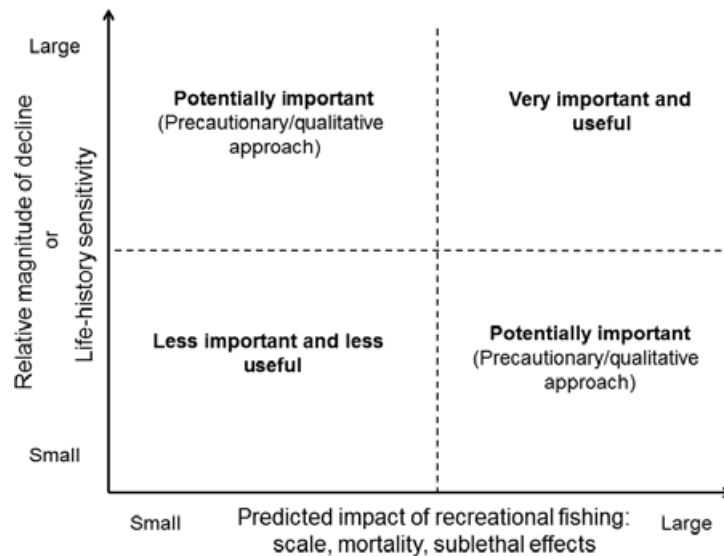 Large
Potentially important
(Precautionary/qualitative
approach)
Very important and
useful
Relative magnitude of decline
or
Life-history sensitivity
Less important and less
useful
Potentially important
(Precautionary/qualitative
approach)
Small
Small
Predicted impact of recreational fishing:
scale, mortality, sublethal effects
Large